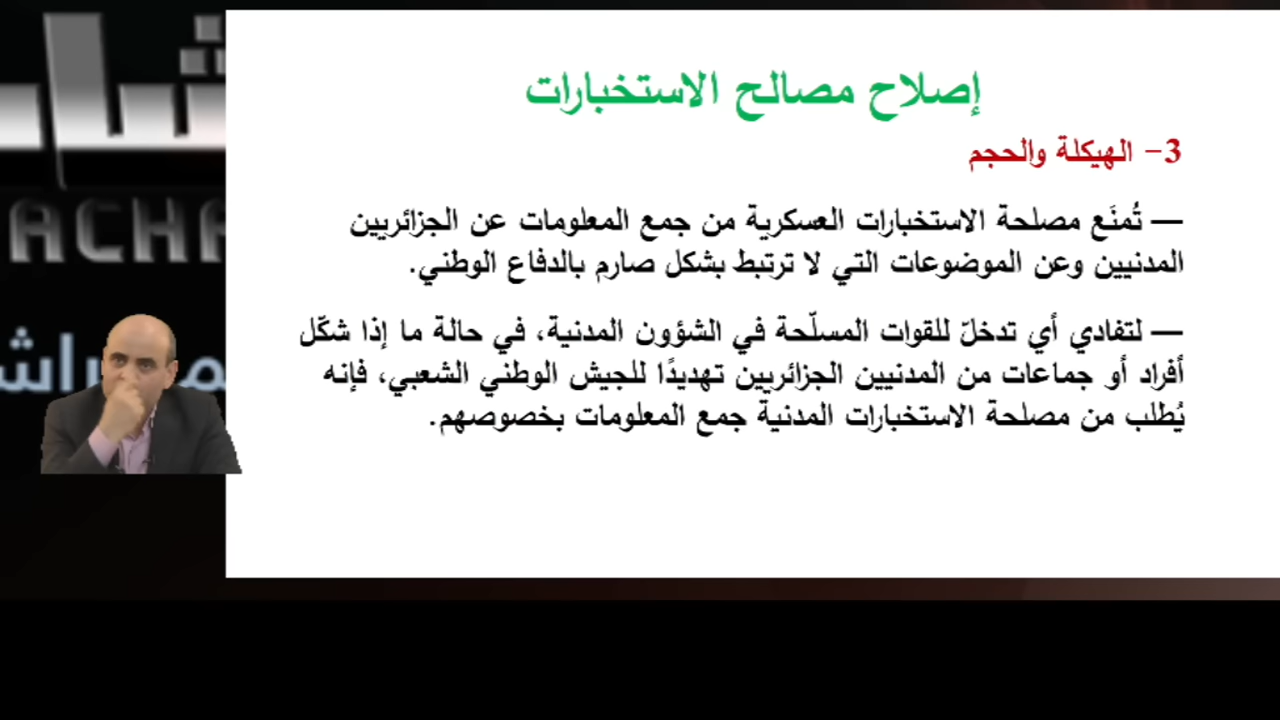 إصلاح مصالح الاستخبارات
3- الهيكلة والحجم
— تُمنَع مصلحة الاستخبارات العسكرية من جمع المعلومات عن الجزائريين
المدنيين وعن الموضوعات التي لا ترتبط بشكل صارم بالدفاع الوطني.
— لتفادي أي تدخلّ للقوات المسلّحة في الشؤون المدنية، في حالة ما إذا شكّل
أفراد أو جماعات من المدنيين الجزائريين تهديدًا للجيش الوطني الشعبي، فإنه
يُطلب من مصلحة الاستخبارات المدنية جمع المعلومات بخصوصهم.
ACHA